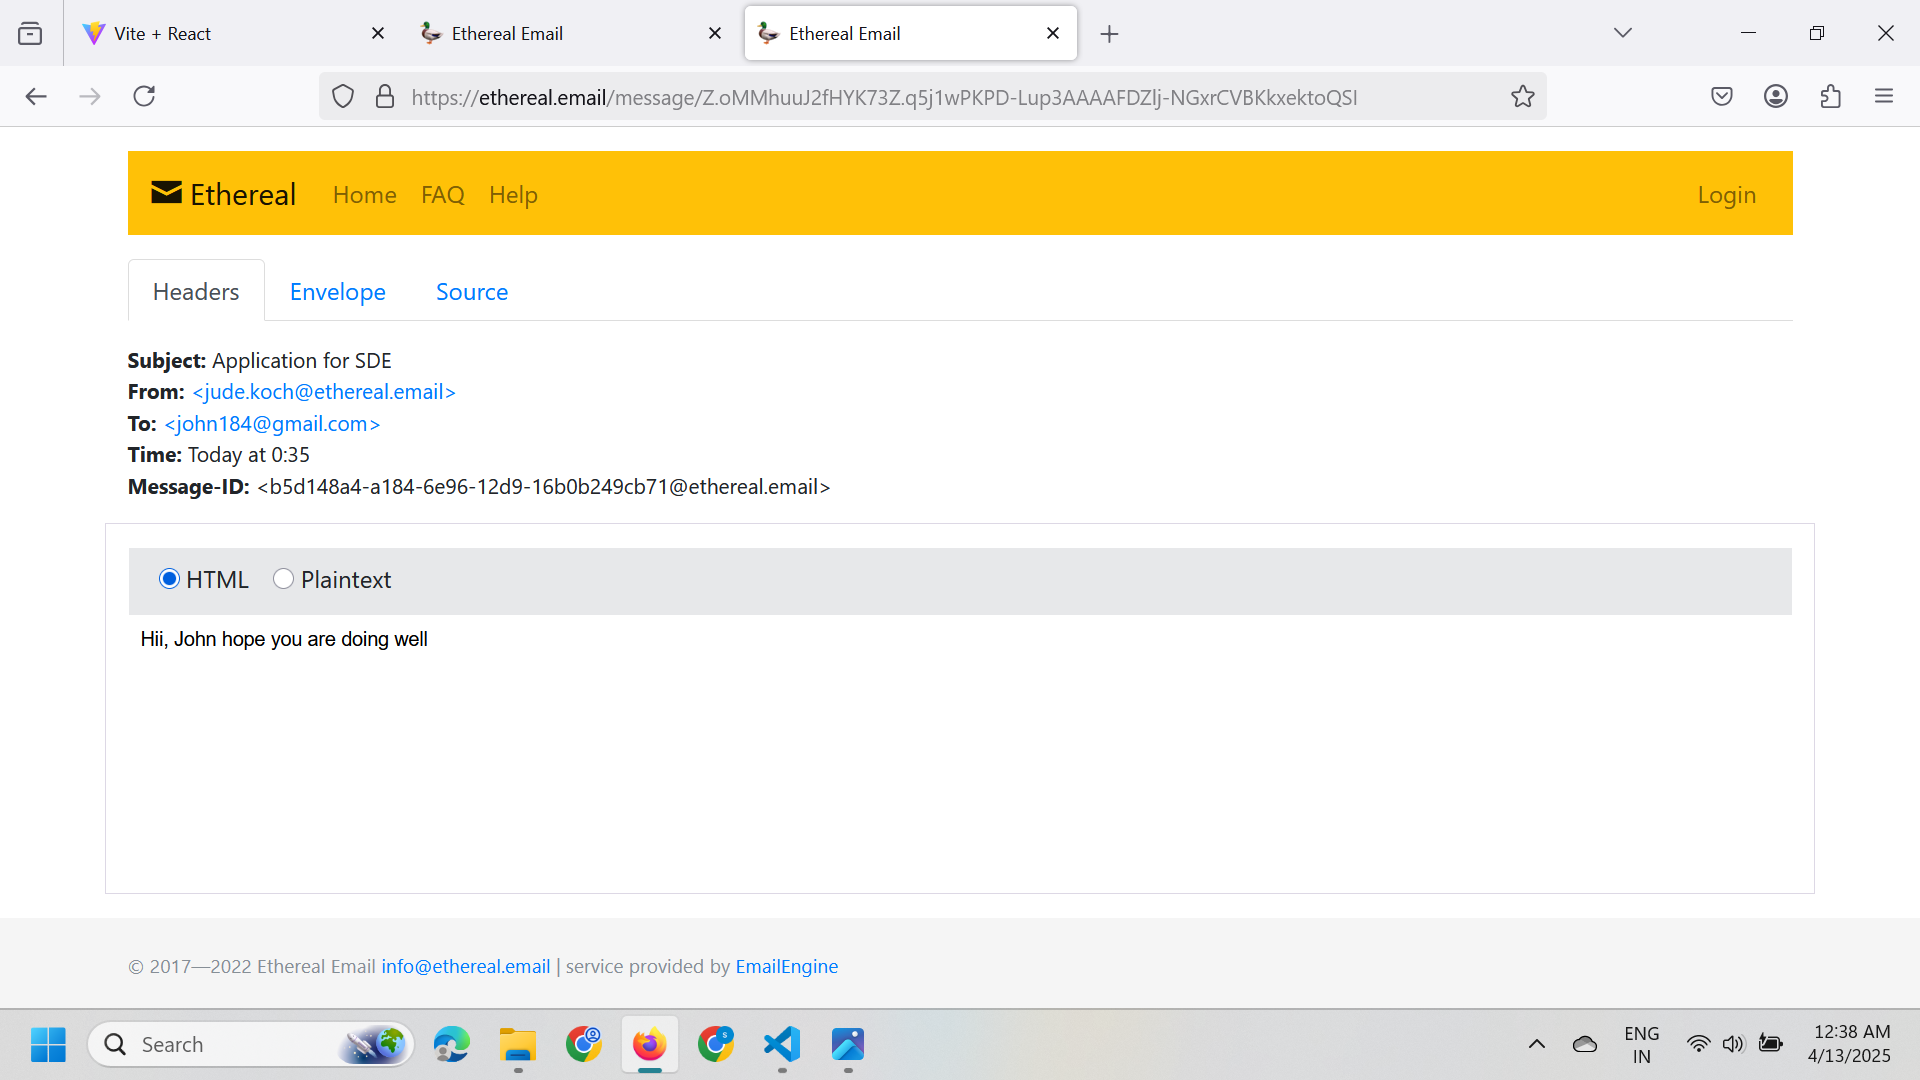 Vite + React
Ethereal Email
Ethereal Email
https://ethereal.email/message/Z.oMMhuuJ2fHYK73Z.q5j1wPKPD-Lup3AAAAFDZlj-NGxrCVBKkxektoQSI
Ethereal Home FAQ Help Login
Headers Envelope Source
Subject: Application for SDE
From: <jude.koch@ethereal.email>
To: <john184@gmail.com>
Time: Today at 0:35
Message-ID: <b5d148a4-a184-6e96-12d9-16b0b249cb71@ethereal.email>
HTML Plaintext
Hii, John hope you are doing well
© 2017—2022 Ethereal Email info@ethereal.email | service provided by EmailEngine
Search
S
ENG
IN
12:38 AM
4/13/2025